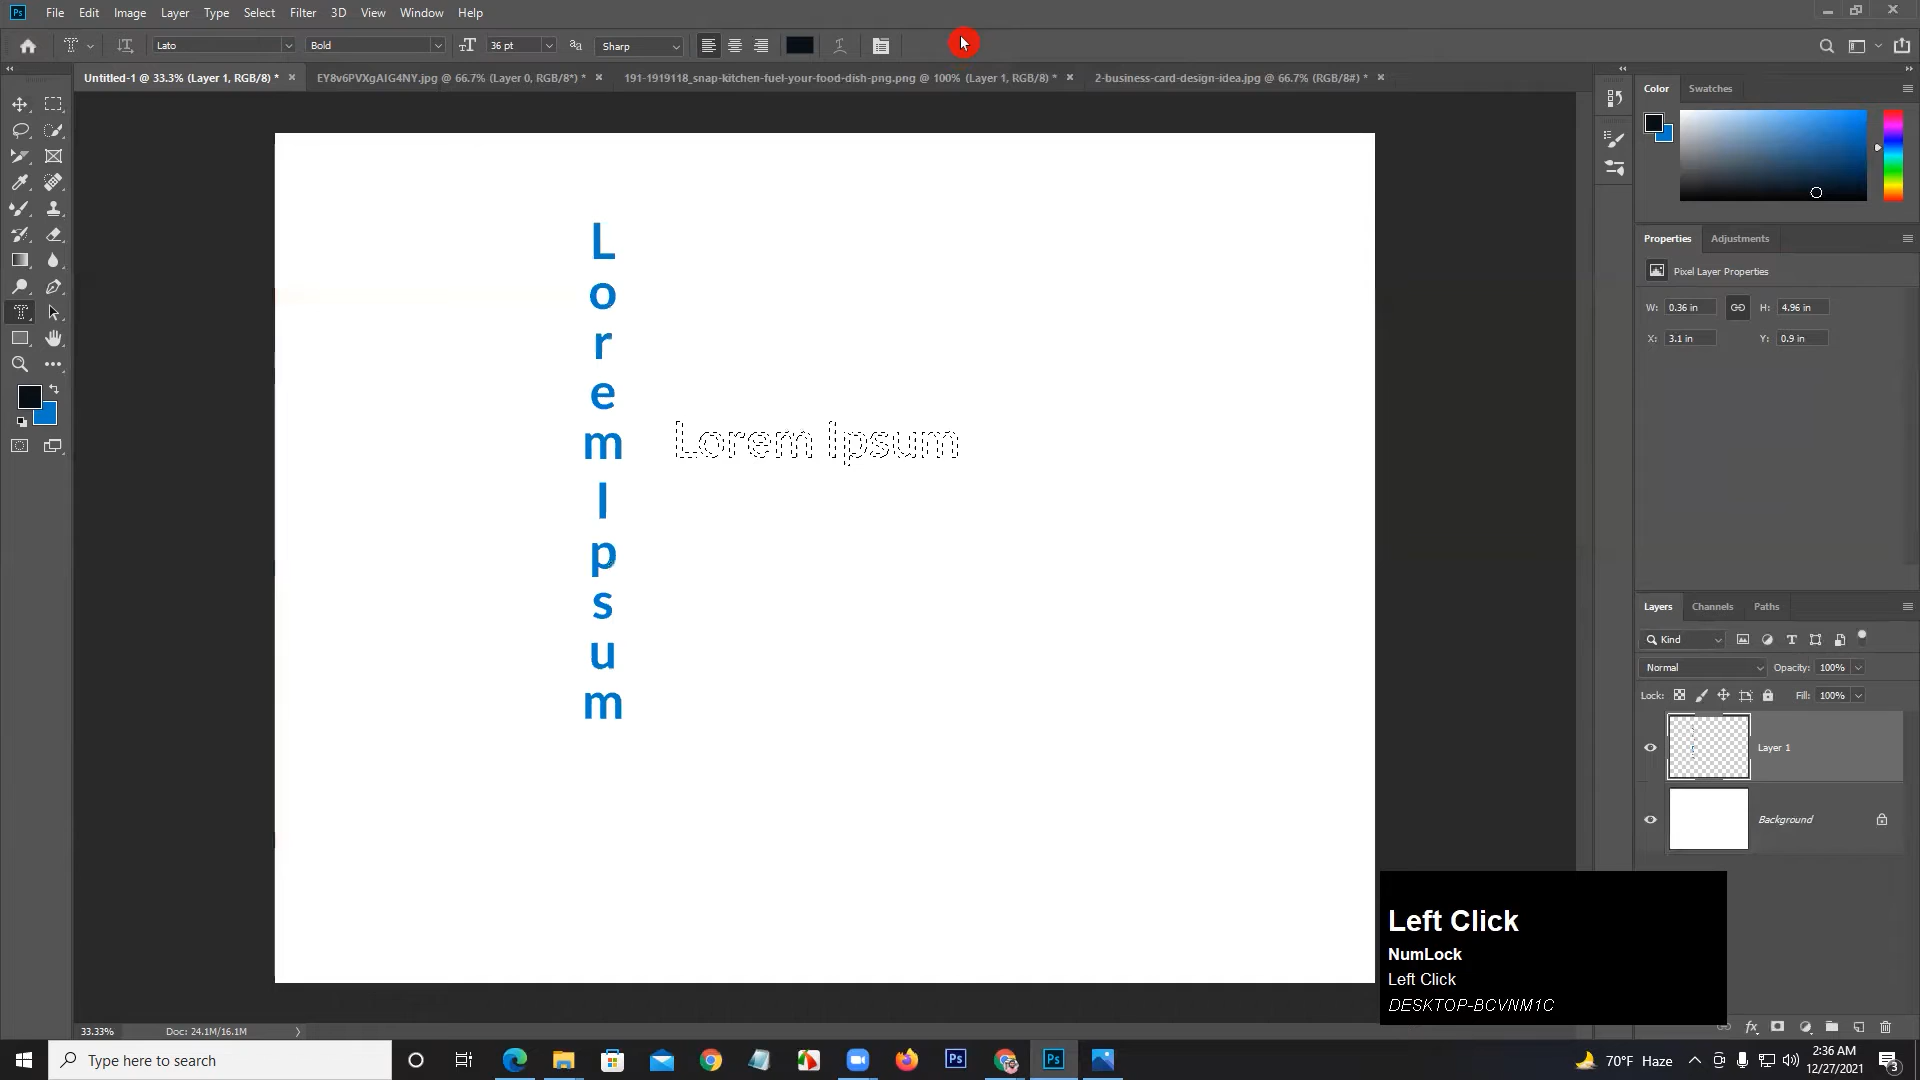 Ps File Edit Image Layer Type Select Filter 3D View Window Help
Lato Bold 36 pt Sharp
Untitled-1 @ 33.3% (Layer 1, RGB/8) * EY8v6PVXgAIG4NY.jpg @ 66.7% (Layer 0, RGB/8*) * 191-1919118_snap-kitchen-fuel-your-food-dish-png.png @ 100% (Layer 1, RGB/8) * 2-business-card-design-idea.jpg @ 66.7% (RGB/8#) *
Color Swatches
Properties Adjustments
Pixel Layer Properties
W: 0.36 in H: 4.96 in
X: 3.1 in Y: 0.9 in
L
o
r
e
m
I
p
s
u
m
Lorem Ipsum
Layers Channels Paths
Kind
Normal Opacity: 100%
Lock: Fill: 100%
Layer 1
Background
Left Click
NumLock
Left Click
DESKTOP-BCVNM1C
33.33% Doc: 24.1M/16.1M
Type here to search
Ps Ps
70°F Haze
2:36 AM
12/27/2021
3